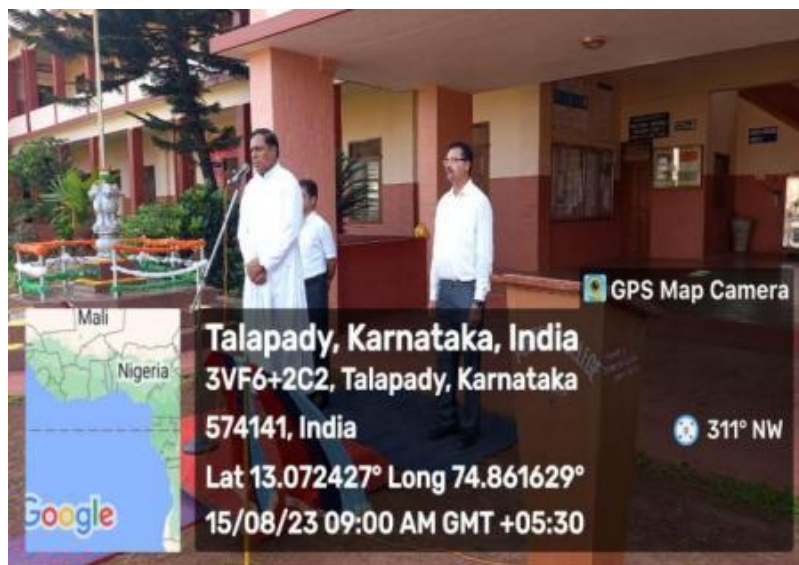 GPS Map Camera
Mali
Nigeria
Google
Talapady, Karnataka, India
3VF6+2C2, Talapady, Karnataka
574141, India
Lat 13.072427° Long 74.861629°
15/08/23 09:00 AM GMT +05:30
311° NW